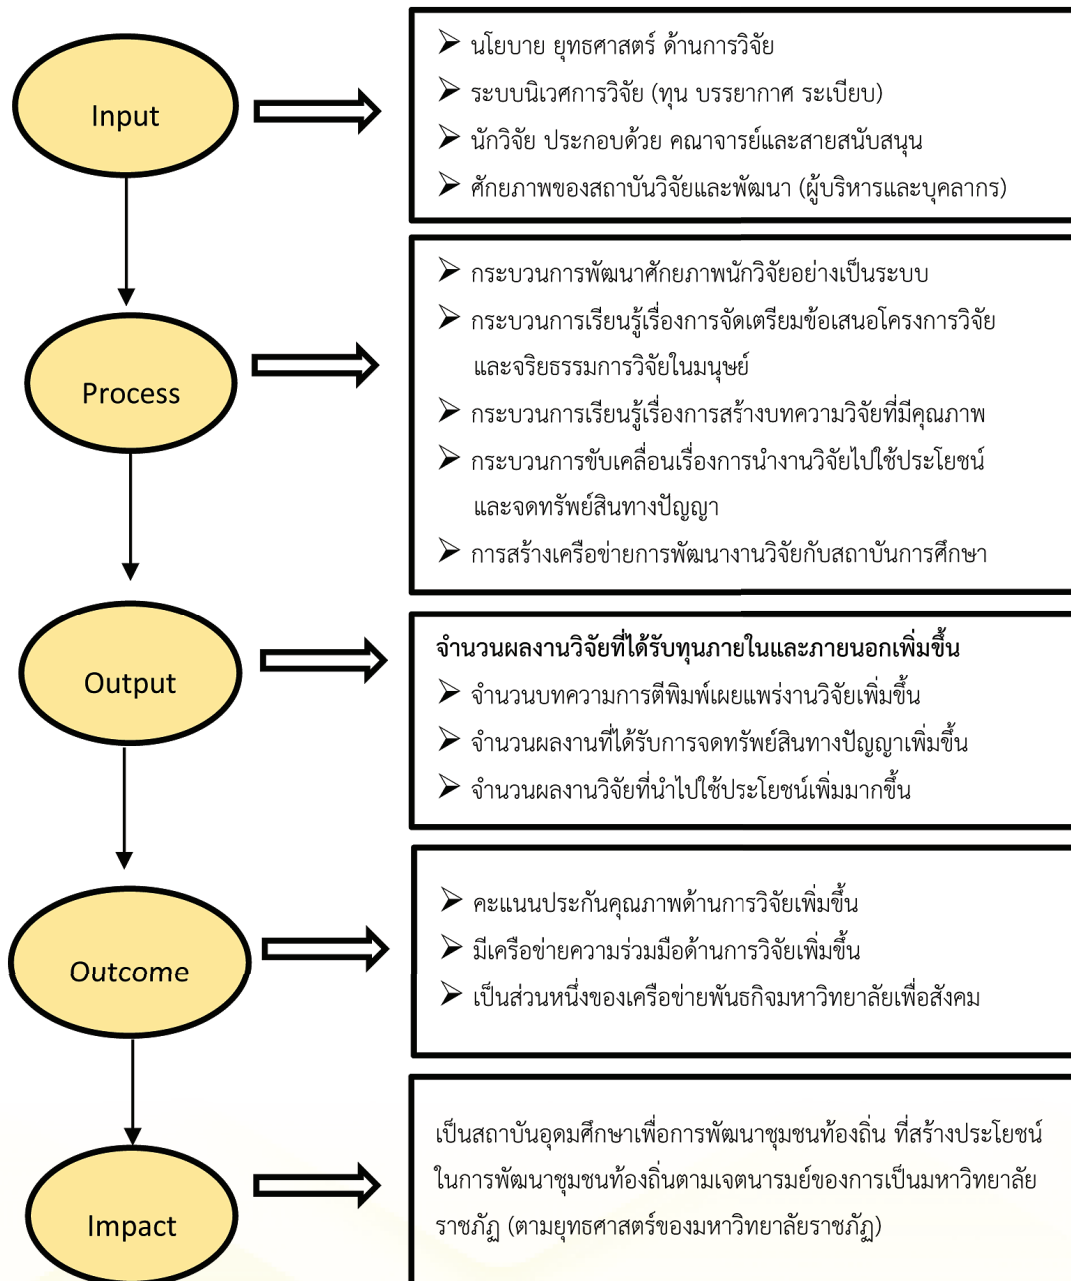 Input
➢ นโยบาย ยุทธศาสตร์ ด้านการวิจัย
➢ ระบบนิเวศการวิจัย (ทุน บรรยากาศ ระเบียบ)
➢ นักวิจัย ประกอบด้วย คณาจารย์และสายสนับสนุน
➢ ศักยภาพของสถาบันวิจัยและพัฒนา (ผู้บริหารและบุคลากร)
Process
➢ กระบวนการพัฒนาศักยภาพนักวิจัยอย่างเป็นระบบ
➢ กระบวนการเรียนรู้เรื่องการจัดเตรียมข้อเสนอโครงการวิจัย
และจริยธรรมการวิจัยในมนุษย์
➢ กระบวนการเรียนรู้เรื่องการสร้างบทความวิจัยที่มีคุณภาพ
➢ กระบวนการขับเคลื่อนเรื่องการนำงานวิจัยไปใช้ประโยชน์
และจดทรัพย์สินทางปัญญา
➢ การสร้างเครือข่ายการพัฒนางานวิจัยกับสถาบันการศึกษา
Output
จำนวนผลงานวิจัยที่ได้รับทุนภายในและภายนอกเพิ่มขึ้น
➢ จำนวนบทความการตีพิมพ์เผยแพร่งานวิจัยเพิ่มขึ้น
➢ จำนวนผลงานที่ได้รับการจดทรัพย์สินทางปัญญาเพิ่มขึ้น
➢ จำนวนผลงานวิจัยที่นำไปใช้ประโยชน์เพิ่มมากขึ้น
Outcome
➢ คะแนนประกันคุณภาพด้านการวิจัยเพิ่มขึ้น
➢ มีเครือข่ายความร่วมมือด้านการวิจัยเพิ่มขึ้น
➢ เป็นส่วนหนึ่งของเครือข่ายพันธกิจมหาวิทยาลัยเพื่อสังคม
Impact
เป็นสถาบันอุดมศึกษาเพื่อการพัฒนาชุมชนท้องถิ่น ที่สร้างประโยชน์
ในการพัฒนาชุมชนท้องถิ่นตามเจตนารมย์ของการเป็นมหาวิทยาลัย
ราชภัฏ (ตามยุทธศาสตร์ของมหาวิทยาลัยราชภัฏ)